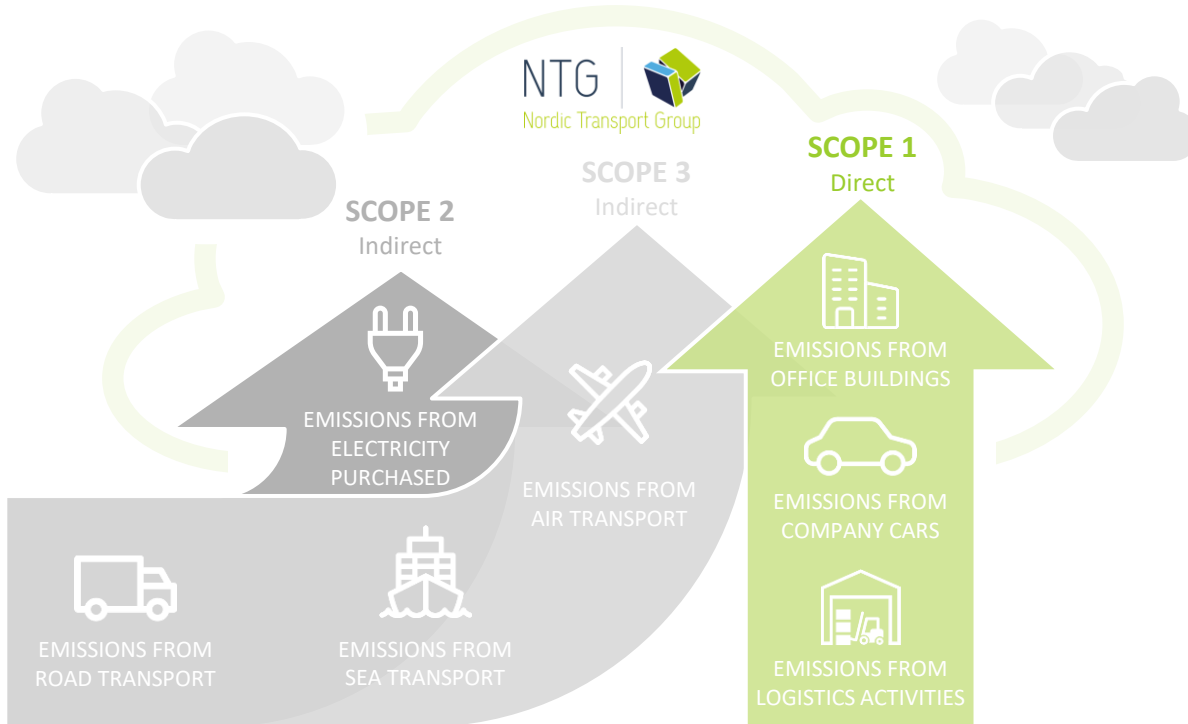 NTG
Nordic Transport Group
SCOPE 1
Direct
SCOPE 3
Indirect
SCOPE 2
Indirect
EMISSIONS FROM
OFFICE BUILDINGS
EMISSIONS FROM
ELECTRICITY
PURCHASED
EMISSIONS FROM
AIR TRANSPORT
EMISSIONS FROM
COMPANY CARS
EMISSIONS FROM
ROAD TRANSPORT
EMISSIONS FROM
SEA TRANSPORT
EMISSIONS FROM
LOGISTICS ACTIVITIES